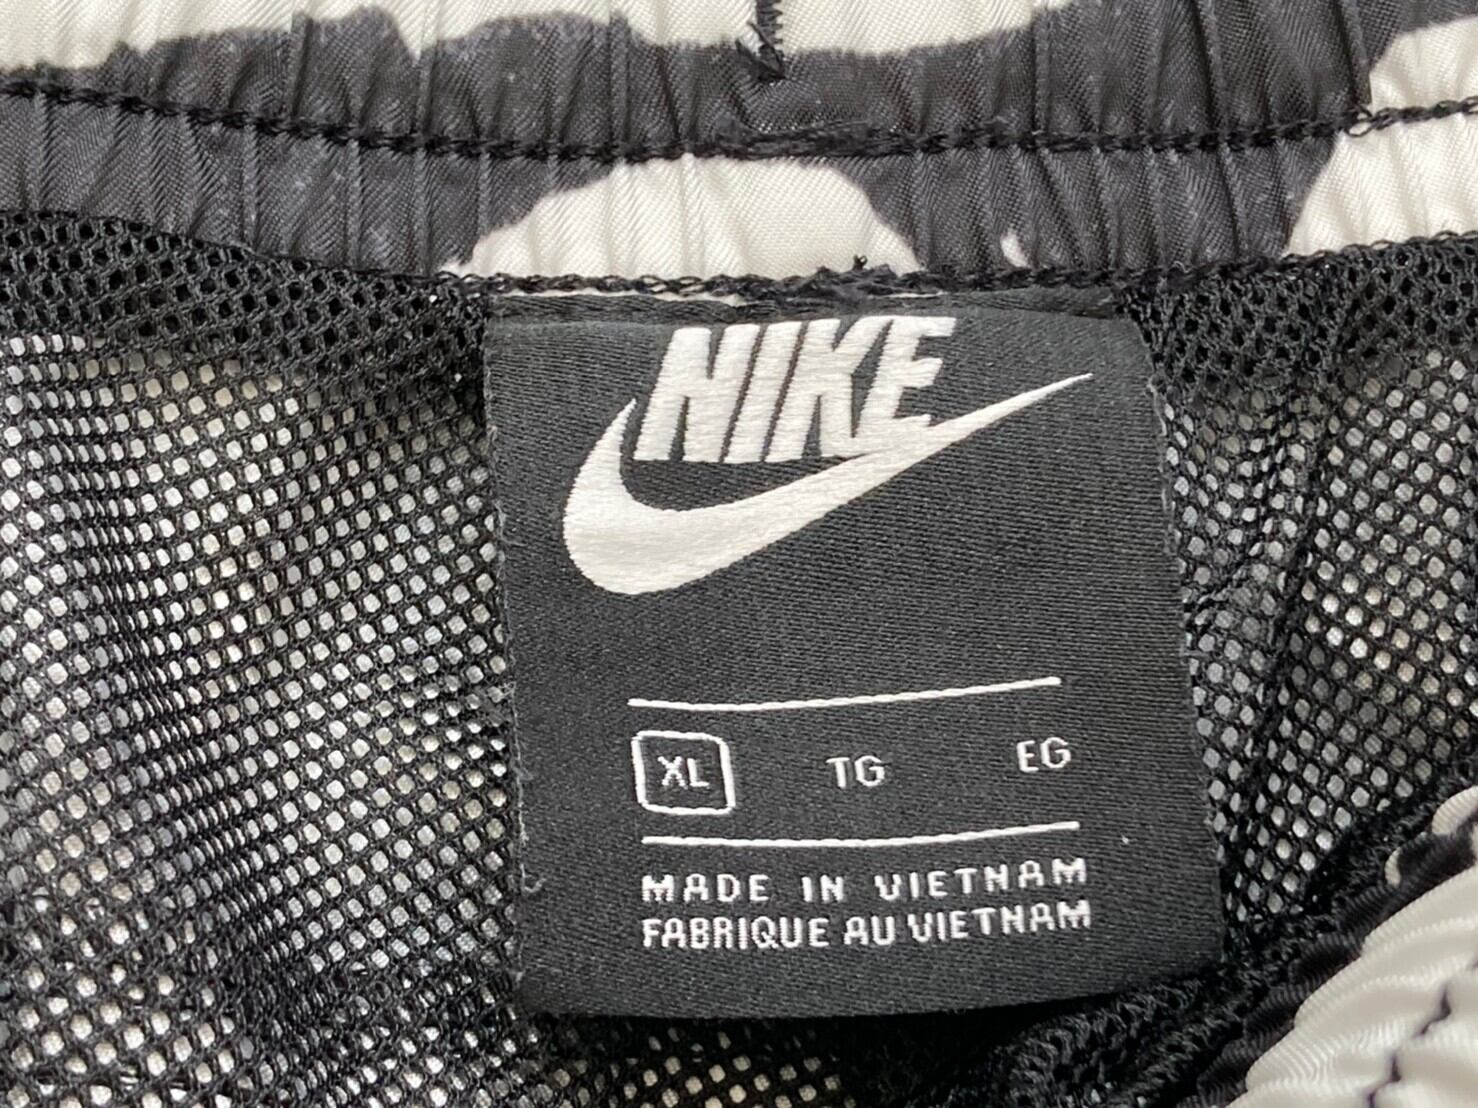 NIKE
XL TG EG
MADE IN VIETNAM
FABRIQUE AU VIETNAM